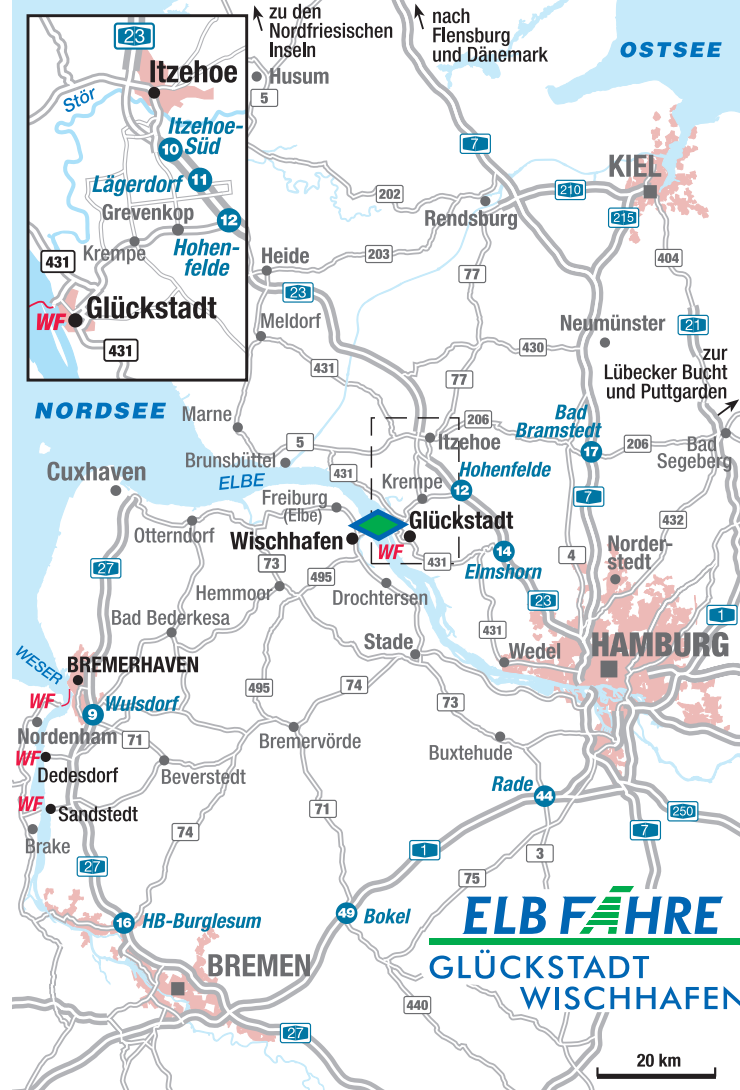 zu den
Nordfriesischen
Inseln
nach
Flensburg
und Dänemark
OSTSEE
23
Itzehoe
Stör
Itzehoe-
Süd
10
Lägerdorf
11
Grevenkop
12
Krempe
Hohen-
felde
431
WF
Glückstadt
431
Husum
5
7
KIEL
210
202
Rendsburg
215
203
404
Heide
77
23
21
Meldorf
Neumünster
430
zur
Lübecker Bucht
und Puttgarden
431
77
NORDSEE
Marne
206
Bad
Bramstedt
17
206
Bad
Segeberg
5
Itzehoe
Brunsbüttel
431
Hohenfelde
12
Cuxhaven
ELBE
Krempe
7
Freiburg
(Elbe)
432
Otterndorf
Wischhafen
Glückstadt
WF
431
14
Elmshorn
4
Norder-
stedt
27
73
495
Hemmoor
Drochtersen
23
1
Bad Bederkesa
431
Stade
Wedel
HAMBURG
WESER
BREMERHAVEN
WF
495
74
73
9
Wulsdorf
Nordenham
71
Bremervörde
Buxtehude
WF
Dedesdorf
Beverstedt
Rade
44
WF
Sandstedt
71
250
Brake
74
1
3
7
27
75
16
HB-Burglesum
49
Bokel
ELB FÄHRE
GLÜCKSTADT
WISCHHAFEN
BREMEN
440
27
20 km